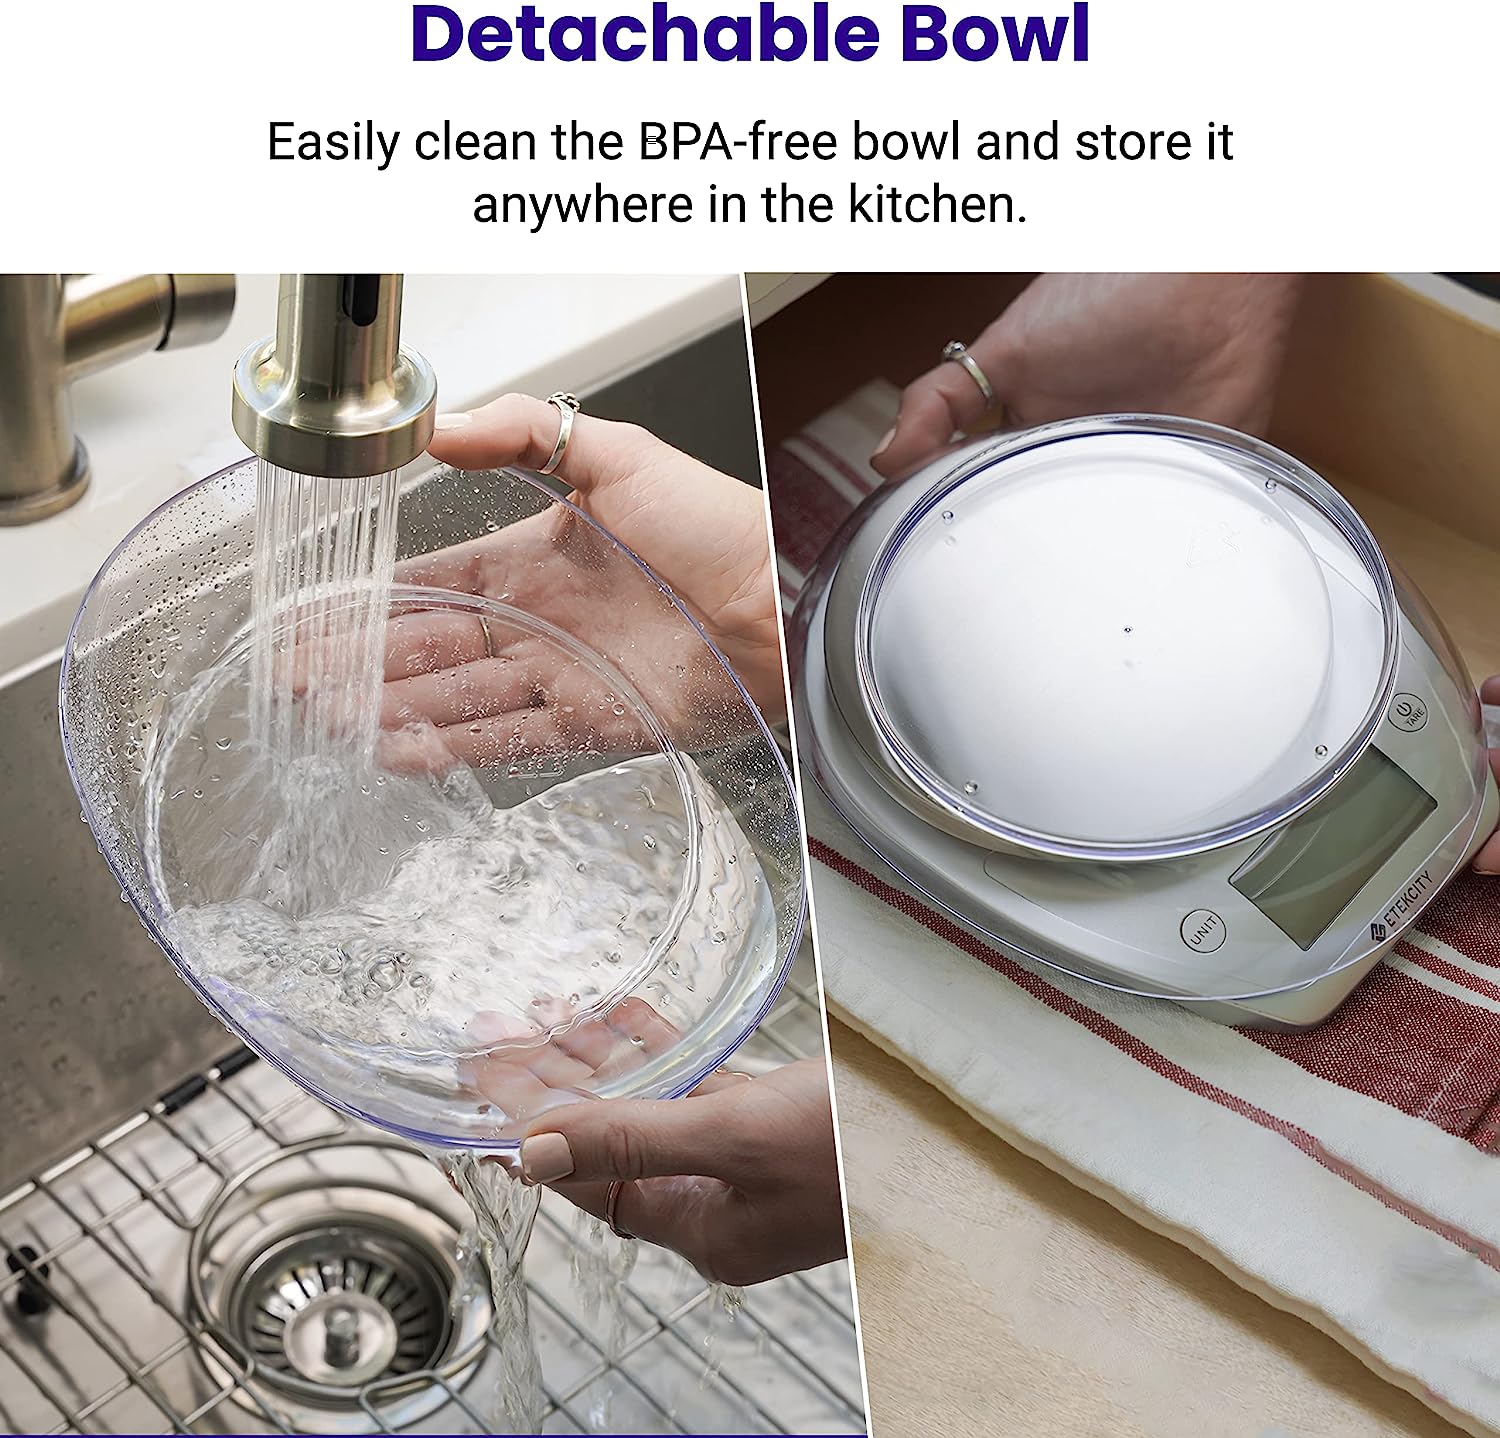 Detachable Bowl
Easily clean the BPA-free bowl and store it
anywhere in the kitchen.
TARE
UNIT
ETEKCITY